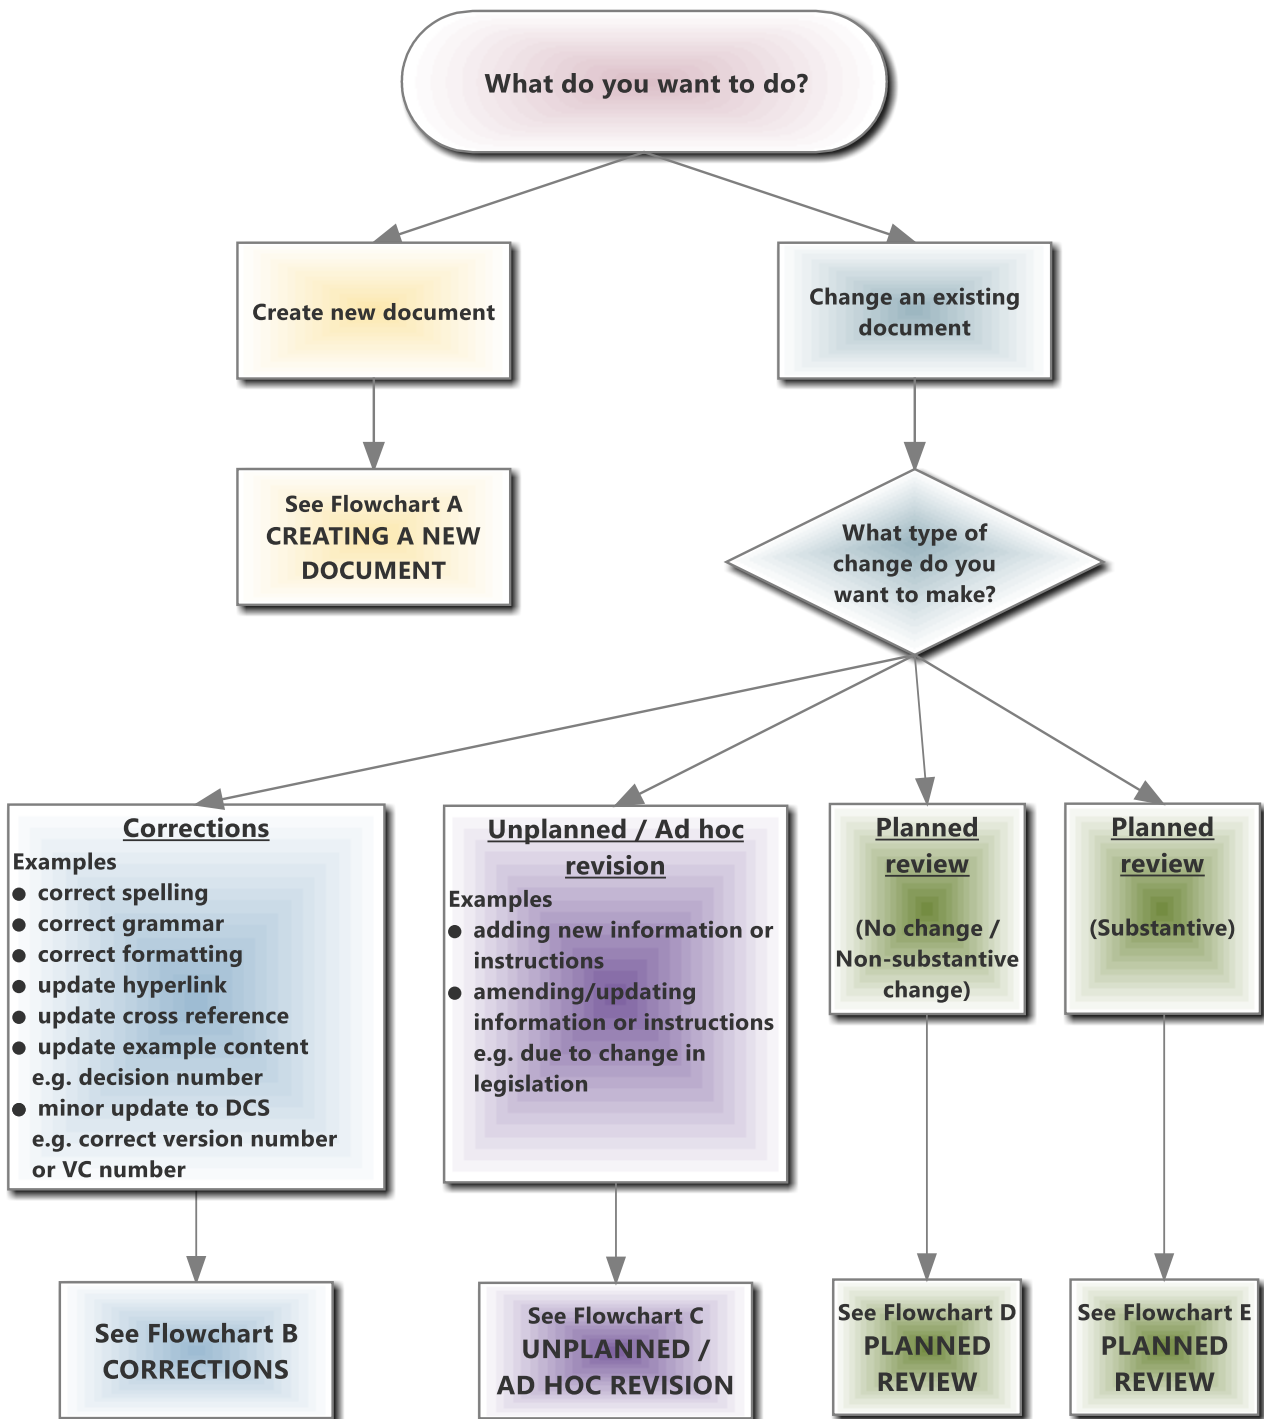 What do you want to do?
Create new document
Change an existing
document
See Flowchart A
CREATING A NEW
DOCUMENT
What type of
change do you
want to make?
Corrections
Examples
● correct spelling
● correct grammar
● correct formatting
● update hyperlink
● update cross reference
● update example content
e.g. decision number
● minor update to DCS
e.g. correct version number
or VC number
Unplanned / Ad hoc
revision
Examples
● adding new information or
instructions
● amending/updating
information or instructions
e.g. due to change in
legislation
Planned
review
(No change /
Non-substantive
change)
Planned
review
(Substantive)
See Flowchart B
CORRECTIONS
See Flowchart C
UNPLANNED /
AD HOC REVISION
See Flowchart D
PLANNED
REVIEW
See Flowchart E
PLANNED
REVIEW